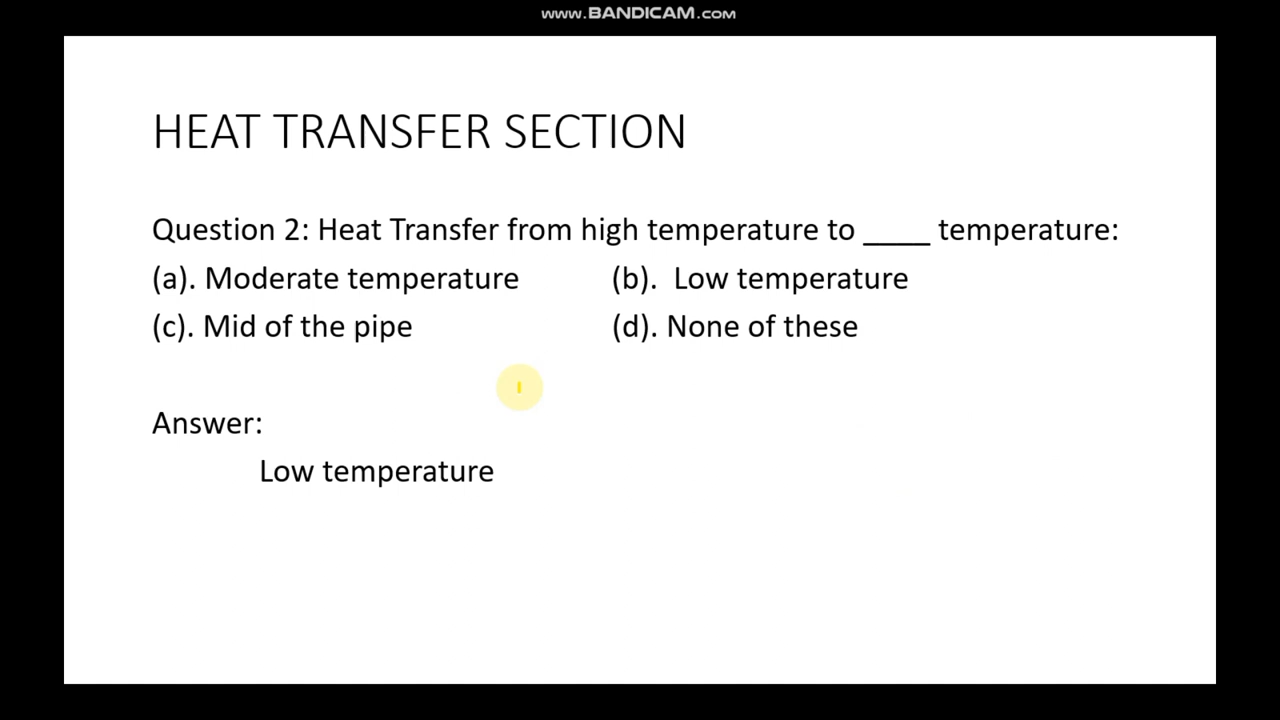 www.BANDICAM.com
HEAT TRANSFER SECTION
Question 2: Heat Transfer from high temperature to ____ temperature:
(a). Moderate temperature (b). Low temperature
(c). Mid of the pipe (d). None of these
Answer:
Low temperature